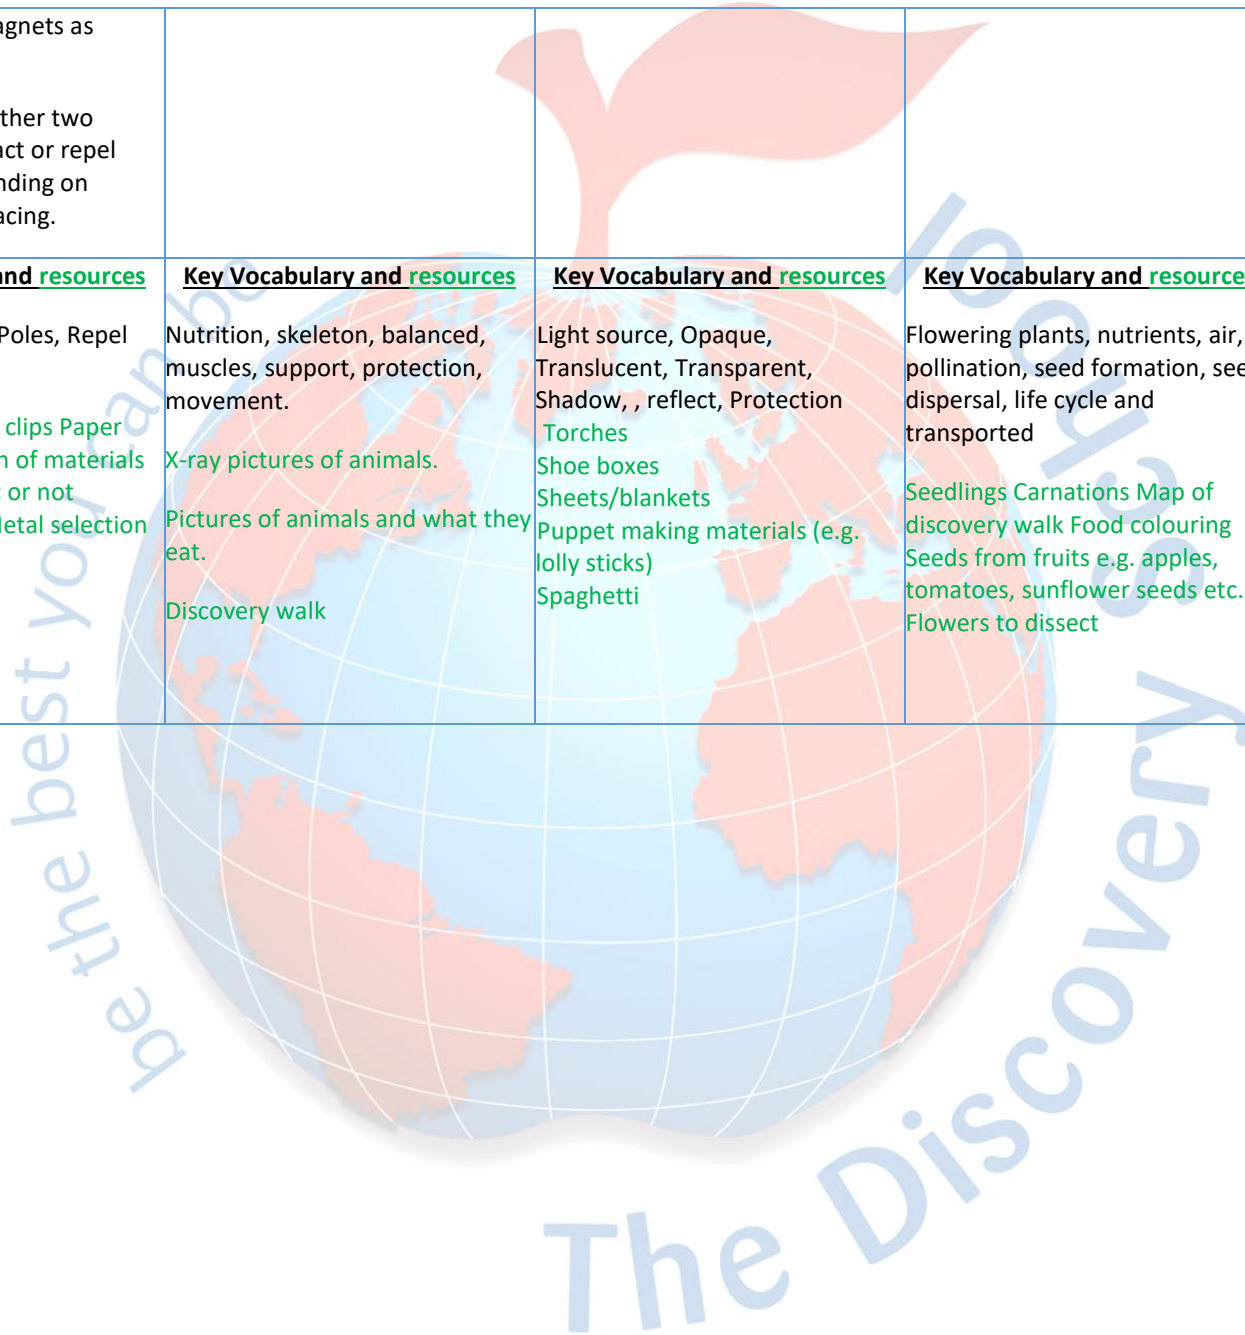 agnets as
ther two
act or repel
nding on
acing.
and resources
Poles, Repel
clips Paper
n of materials
c or not
Metal selection
Key Vocabulary and resources
Nutrition, skeleton, balanced,
muscles, support, protection,
movement.
X-ray pictures of animals.
Pictures of animals and what they
eat.
Discovery walk
Key Vocabulary and resources
Light source, Opaque,
Translucent, Transparent,
Shadow, , reflect, Protection
Torches
Shoe boxes
Sheets/blankets
Puppet making materials (e.g.
lolly sticks)
Spaghetti
Key Vocabulary and resource
Flowering plants, nutrients, air,
pollination, seed formation, see
dispersal, life cycle and
transported
Seedlings Carnations Map of
discovery walk Food colouring
Seeds from fruits e.g. apples,
tomatoes, sunflower seeds etc.
Flowers to dissect
be the best you can be
The Discovery School